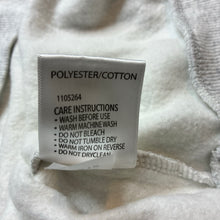 POLYESTER/COTTON
1105264
CARE INSTRUCTIONS
• WASH BEFORE USE
• WARM MACHINE WASH
• DO NOT BLEACH
• DO NOT TUMBLE DRY
• WARM IRON ON REVERSE
• DO NOT DRYCLEAN